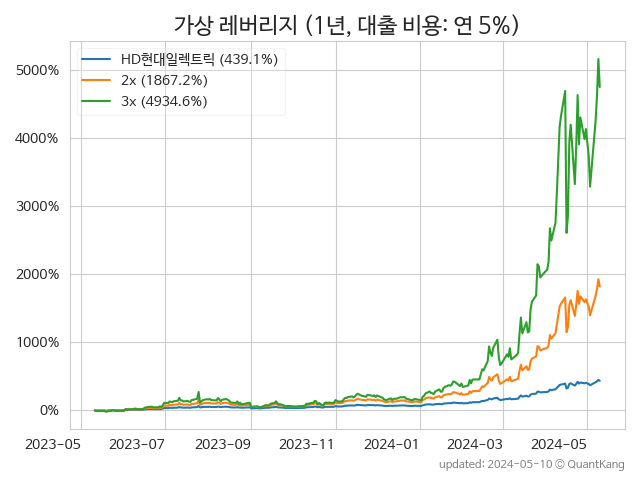 가상 레버리지 (1년, 대출 비용: 연 5%)
HD현대일렉트릭 (439.1%)
2x (1867.2%)
3x (4934.6%)
5000%
4000%
3000%
2000%
1000%
0%
2023-05 2023-07 2023-09 2023-11 2024-01 2024-03 2024-05
updated: 2024-05-10 © QuantKang